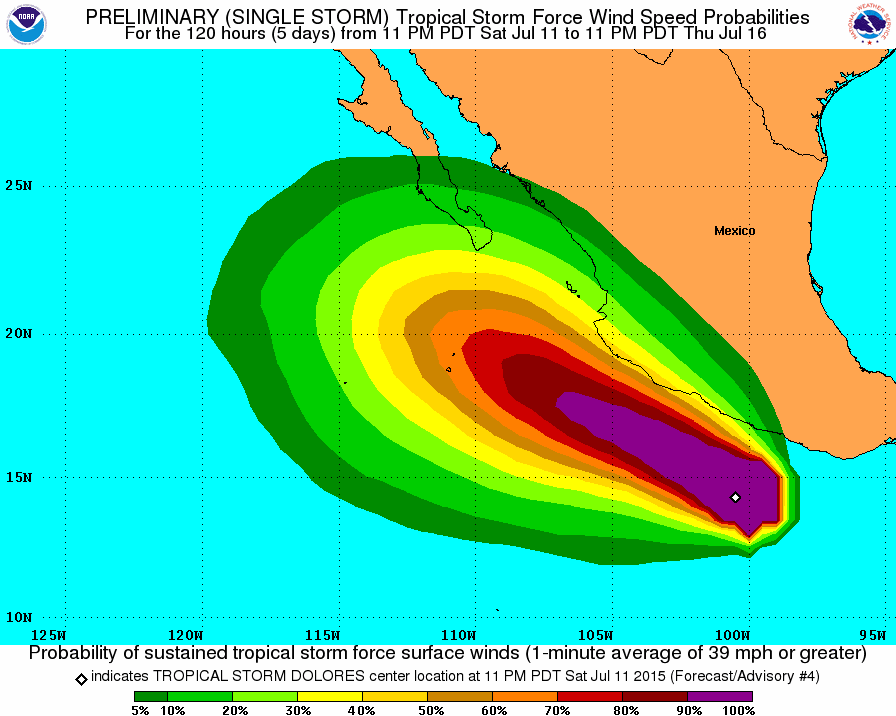 PRELIMINARY (SINGLE STORM) Tropical Storm Force Wind Speed Probabilities
For the 120 hours (5 days) from 11 PM PDT Sat Jul 11 to 11 PM PDT Thu Jul 16
NOAA
25N
Mexico
20N
15N
10N
125W 120W 115W 110W 105W 100W 95W
Probability of sustained tropical storm force surface winds (1-minute average of 39 mph or greater)
indicates TROPICAL STORM DOLORES center location at 11 PM PDT Sat Jul 11 2015 (Forecast/Advisory #4)
5% 10% 20% 30% 40% 50% 60% 70% 80% 90% 100%